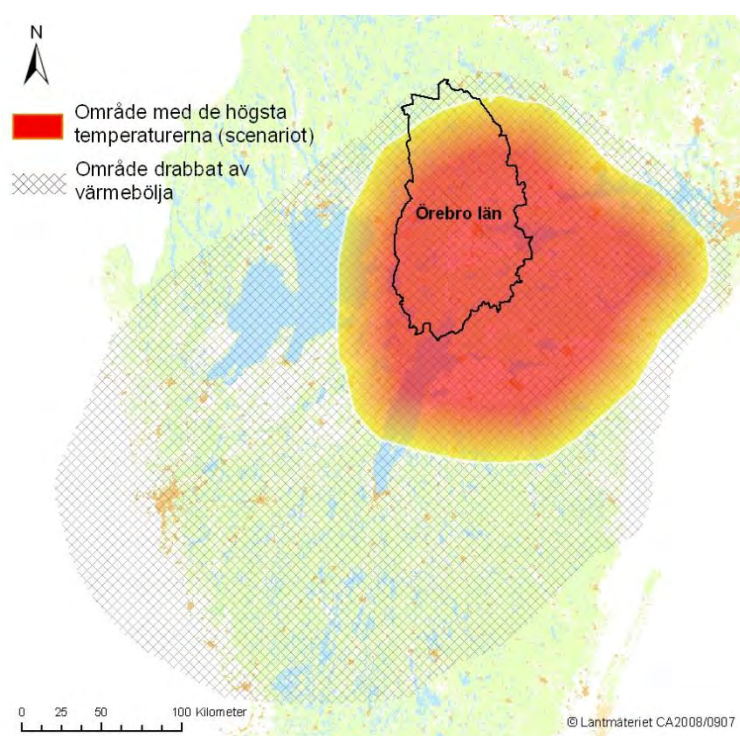 N
Område med de högsta
temperaturerna (scenariot)
Område drabbat av
värmebölja
Örebro län
0 25 50 100 Kilometer
© Lantmäteriet CA2008/0907